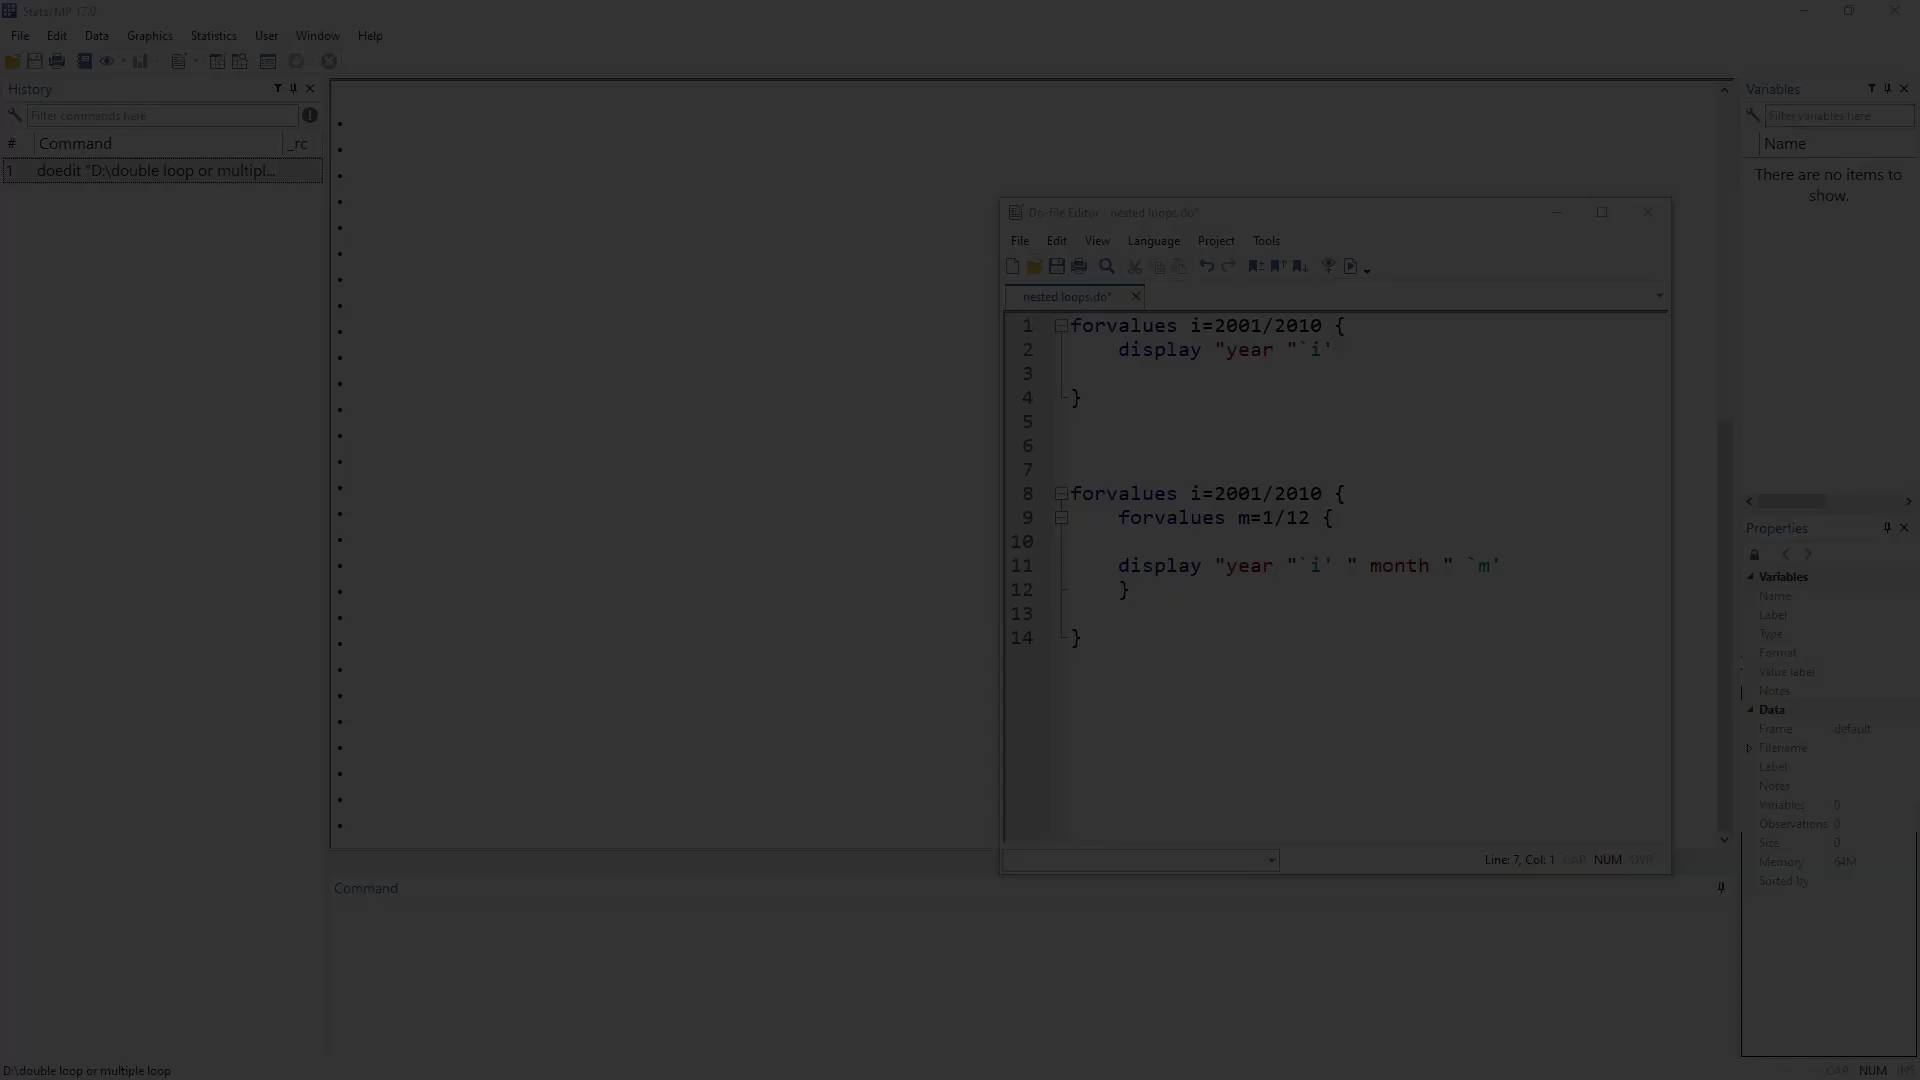 Stata/MP 17.0
File Edit Data Graphics Statistics User Window Help
History
Filter commands here
# Command _rc
1 doedit "D:\double loop or multipl...
Do-file Editor - nested loops.do*
File Edit View Language Project Tools
nested loops.do*
1 forvalues i=2001/2010 {
2 display "year "`i'
3
4 }
5
6
7
8 forvalues i=2001/2010 {
9 forvalues m=1/12 {
10
11 display "year "`i' " month " `m'
12 }
13
14 }
Line: 7, Col: 1 CAP NUM OVR
Command
Variables
Filter variables here
Name
There are no items to
show.
Properties
Variables
Name
Label
Type
Format
Value label
Notes
Data
Frame default
Filename
Label
Notes
Variables 0
Observations 0
Size 0
Memory 64M
Sorted by
D:\double loop or multiple loop
CAP NUM INS